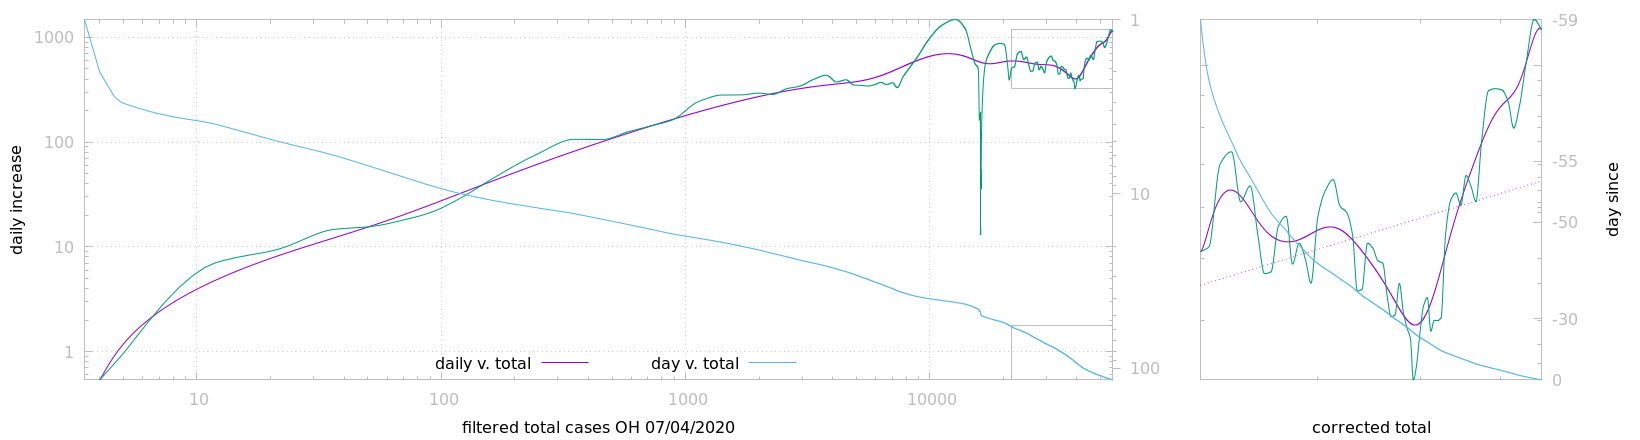 1000
100
10
1
daily increase
10
100
1000
10000
filtered total cases OH 07/04/2020
daily v. total
day v. total
1
10
100
-59
-55
-50
-30
0
day since
corrected total